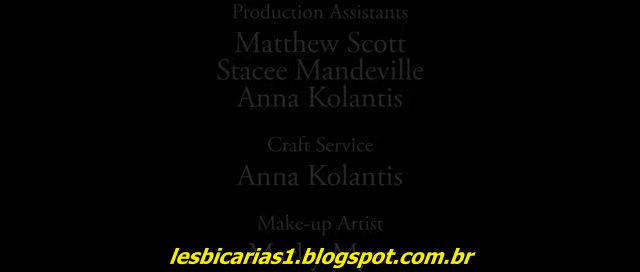 Production Assistants
Matthew Scott
Stacee Mandeville
Anna Kolantis
Craft Service
Anna Kolantis
Make-up Artist
lesbicarias1.blogspot.com.br